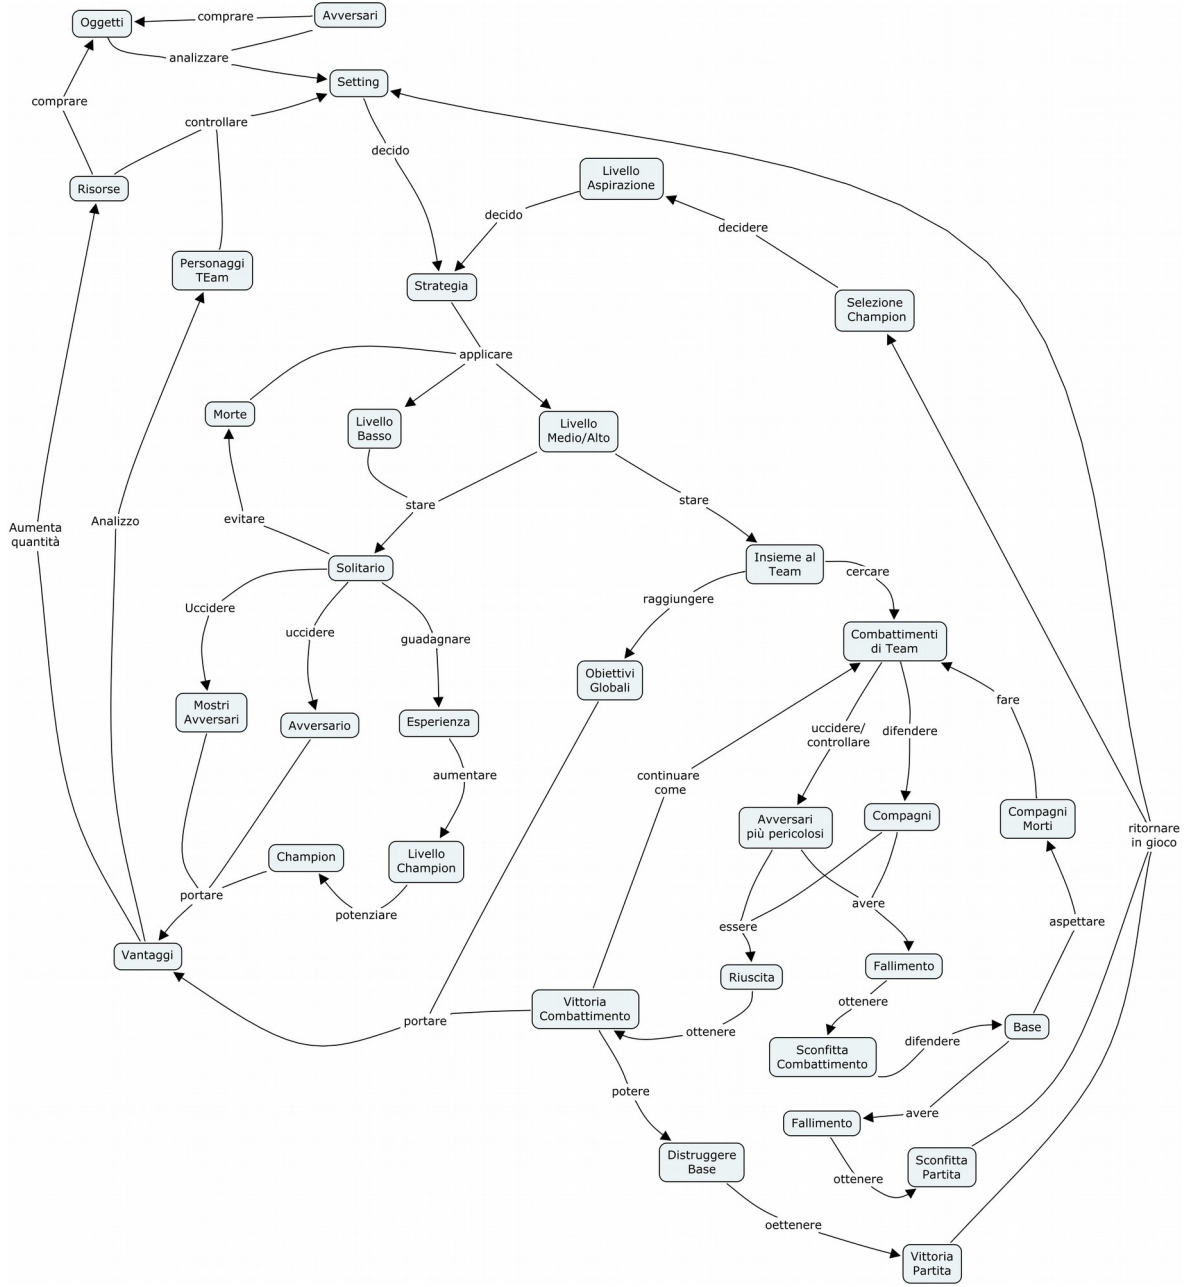 Avversari
comprare
Oggetti
analizzare
Setting
comprare
controllare
decido
Livello
Aspirazione
Risorse
decido
decidere
Personaggi
TEam
Strategia
Selezione
Champion
applicare
Morte
Livello
Basso
Livello
Medio/Alto
stare
stare
evitare
Analizzo
Aumenta
quantità
Insieme al
Team
Solitario
cercare
raggiungere
Uccidere
uccidere
guadagnare
Combattimenti
di Team
Obiettivi
Globali
Mostri
Avversari
Avversario
Esperienza
fare
uccidere/
controllare
difendere
aumentare
continuare
come
Avversari
più pericolosi
Compagni
Compagni
Morti
ritornare
in gioco
Champion
Livello
Champion
portare
potenziare
avere
essere
aspettare
Vantaggi
Riuscita
Fallimento
ottenere
Vittoria
Combattimento
portare
ottenere
difendere
Base
Sconfitta
Combattimento
potere
avere
Fallimento
Distruggere
Base
Sconfitta
Partita
ottenere
oettenere
Vittoria
Partita